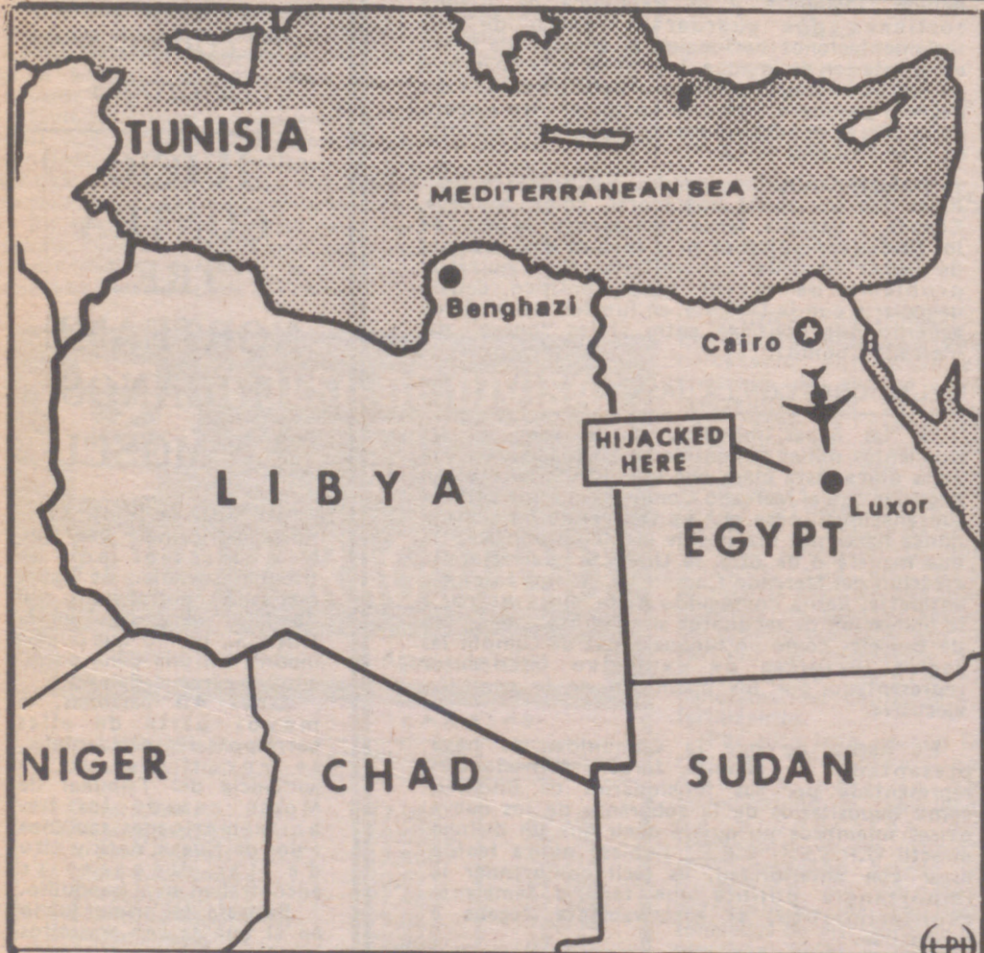 TUNISIA
MEDITERRANEAN SEA
Benghazi
Cairo
HIJACKED
HERE
LIBYA
Luxor
EGYPT
NIGER
CHAD
SUDAN